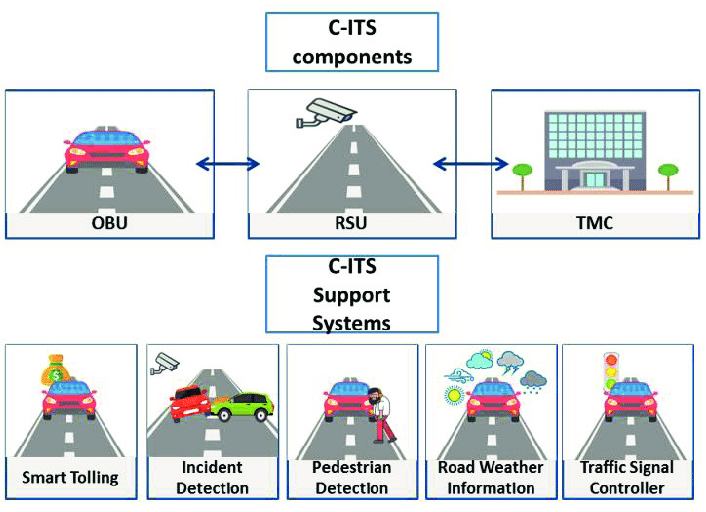 C-ITS
components
OBU
RSU
TMC
C-ITS
Support
Systems
Smart Tolling
Incident
Detection
Pedestrian
Detection
Road Weather
Information
Traffic Signal
Controller
$